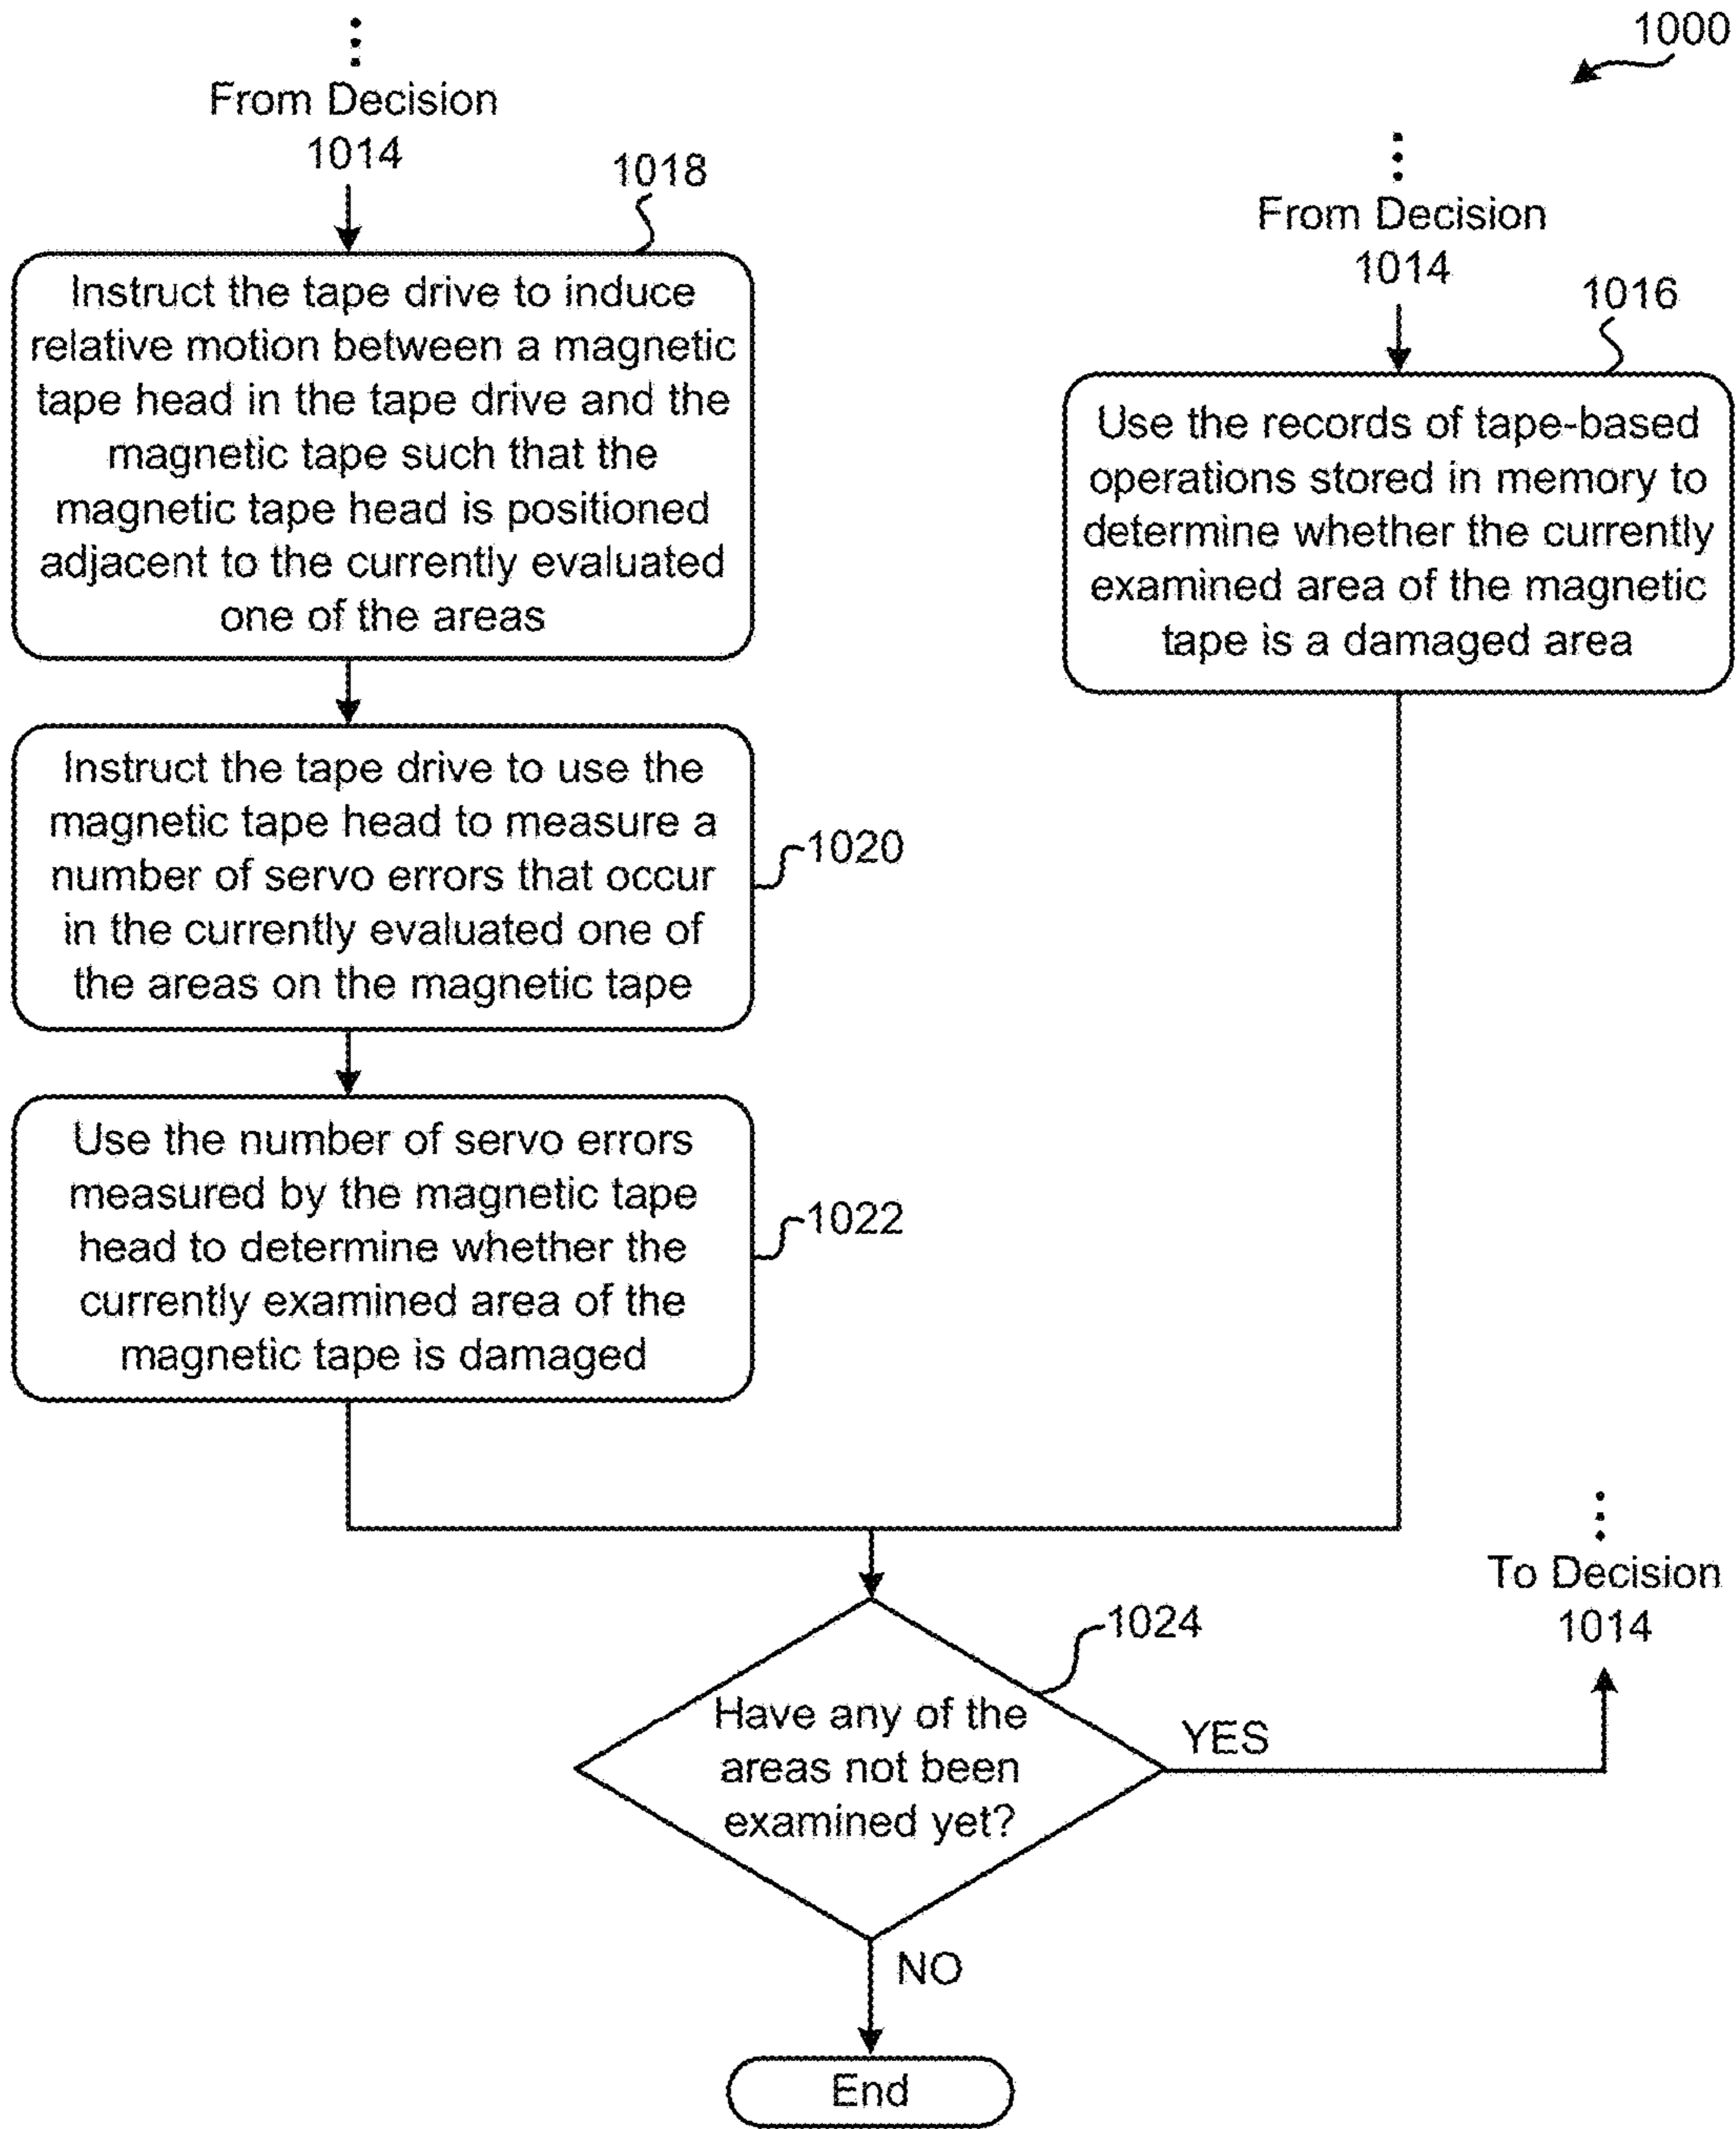 1000
From Decision
1014
1018
Instruct the tape drive to induce
relative motion between a magnetic
tape head in the tape drive and the
magnetic tape such that the
magnetic tape head is positioned
adjacent to the currently evaluated
one of the areas
From Decision
1014
1016
Use the records of tape-based
operations stored in memory to
determine whether the currently
examined area of the magnetic
tape is a damaged area
Instruct the tape drive to use the
magnetic tape head to measure a
number of servo errors that occur
in the currently evaluated one of
the areas on the magnetic tape
1020
Use the number of servo errors
measured by the magnetic tape
head to determine whether the
currently examined area of the
magnetic tape is damaged
1022
To Decision
1014
1024
Have any of the
areas not been
examined yet?
YES
NO
End